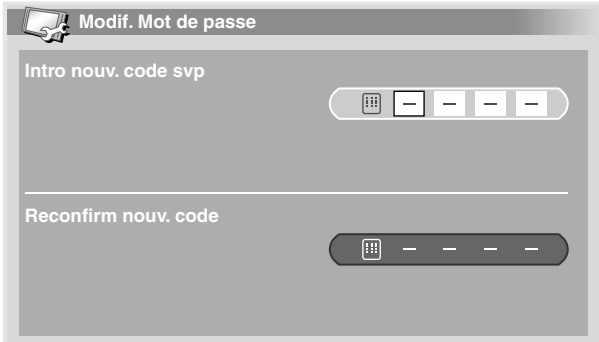 Modif. Mot de passe
Intro nouv. code svp
– – – –
Reconfirm nouv. code
– – – –